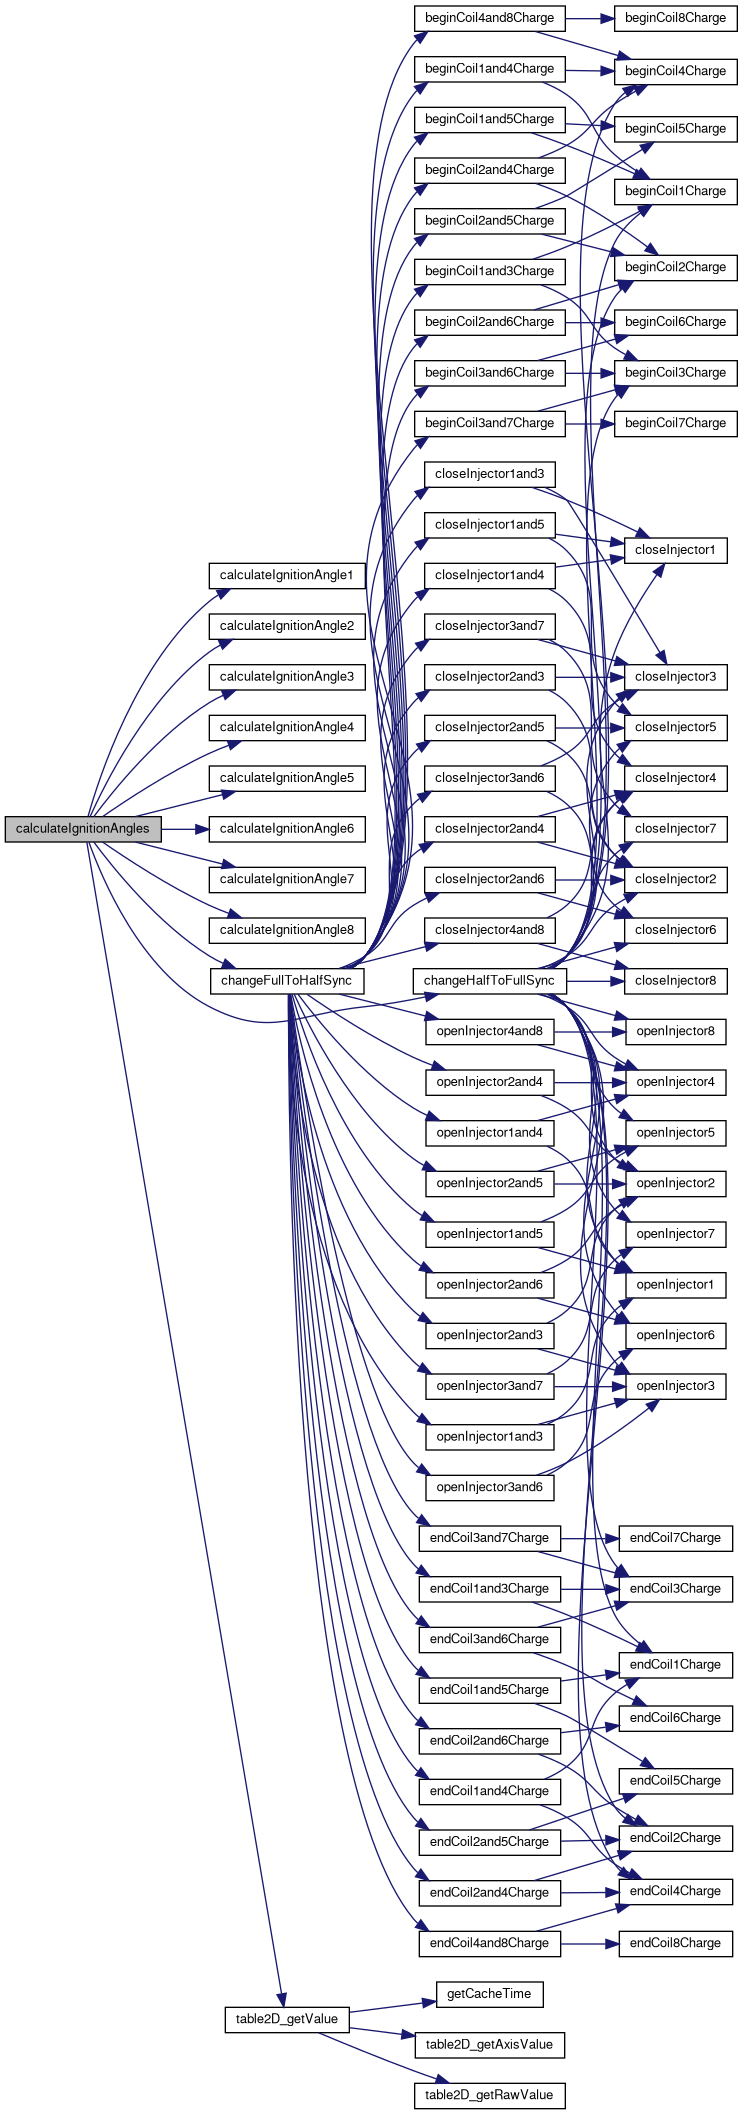 calculateIgnitionAngles
calculateIgnitionAngle1
calculateIgnitionAngle2
calculateIgnitionAngle3
calculateIgnitionAngle4
calculateIgnitionAngle5
calculateIgnitionAngle6
calculateIgnitionAngle7
calculateIgnitionAngle8
changeFullToHalfSync
table2D_getValue
beginCoil4and8Charge
beginCoil1and4Charge
beginCoil1and5Charge
beginCoil2and4Charge
beginCoil2and5Charge
beginCoil1and3Charge
beginCoil2and6Charge
beginCoil3and6Charge
beginCoil3and7Charge
closeInjector1and3
closeInjector1and5
closeInjector1and4
closeInjector3and7
closeInjector2and3
closeInjector2and5
closeInjector3and6
closeInjector2and4
closeInjector2and6
closeInjector4and8
changeHalfToFullSync
openInjector4and8
openInjector2and4
openInjector1and4
openInjector2and5
openInjector1and5
openInjector2and6
openInjector2and3
openInjector3and7
openInjector1and3
openInjector3and6
endCoil3and7Charge
endCoil1and3Charge
endCoil3and6Charge
endCoil1and5Charge
endCoil2and6Charge
endCoil1and4Charge
endCoil2and5Charge
endCoil2and4Charge
endCoil4and8Charge
getCacheTime
table2D_getAxisValue
table2D_getRawValue
beginCoil8Charge
beginCoil4Charge
beginCoil5Charge
beginCoil1Charge
beginCoil2Charge
beginCoil6Charge
beginCoil3Charge
beginCoil7Charge
closeInjector1
closeInjector3
closeInjector5
closeInjector4
closeInjector7
closeInjector2
closeInjector6
closeInjector8
openInjector8
openInjector4
openInjector5
openInjector2
openInjector7
openInjector1
openInjector6
openInjector3
endCoil7Charge
endCoil3Charge
endCoil1Charge
endCoil6Charge
endCoil5Charge
endCoil2Charge
endCoil4Charge
endCoil8Charge